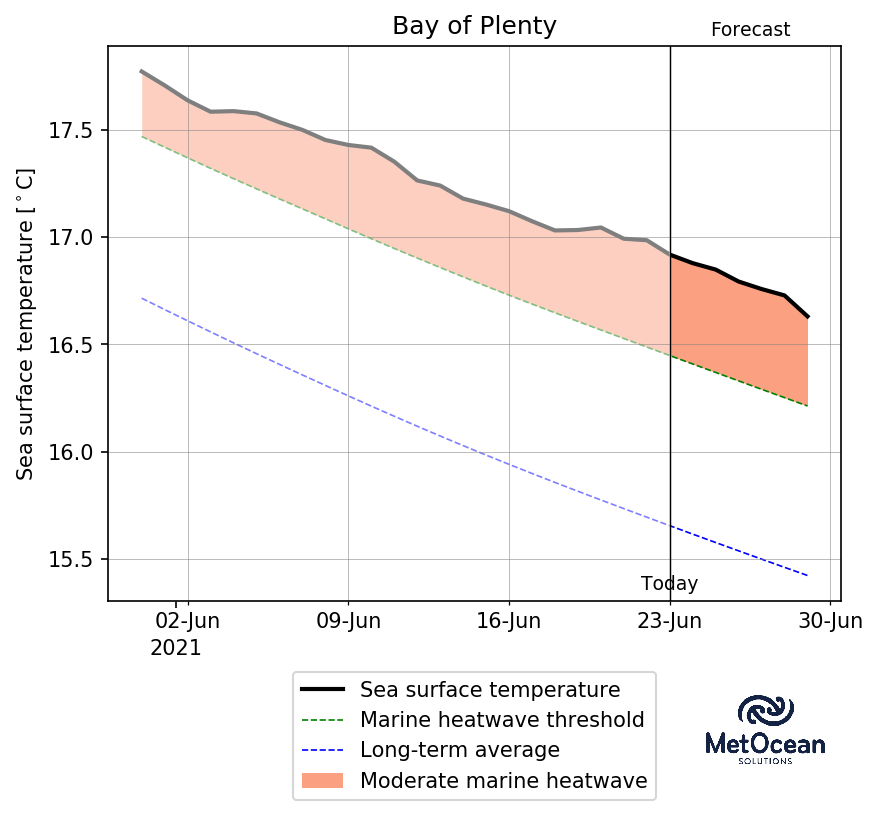 Bay of Plenty
Forecast
Sea surface temperature [°C]
17.5
17.0
16.5
16.0
15.5
Today
02-Jun 09-Jun 16-Jun 23-Jun 30-Jun
2021
Sea surface temperature
Marine heatwave threshold
Long-term average
Moderate marine heatwave
MetOcean
SOLUTIONS